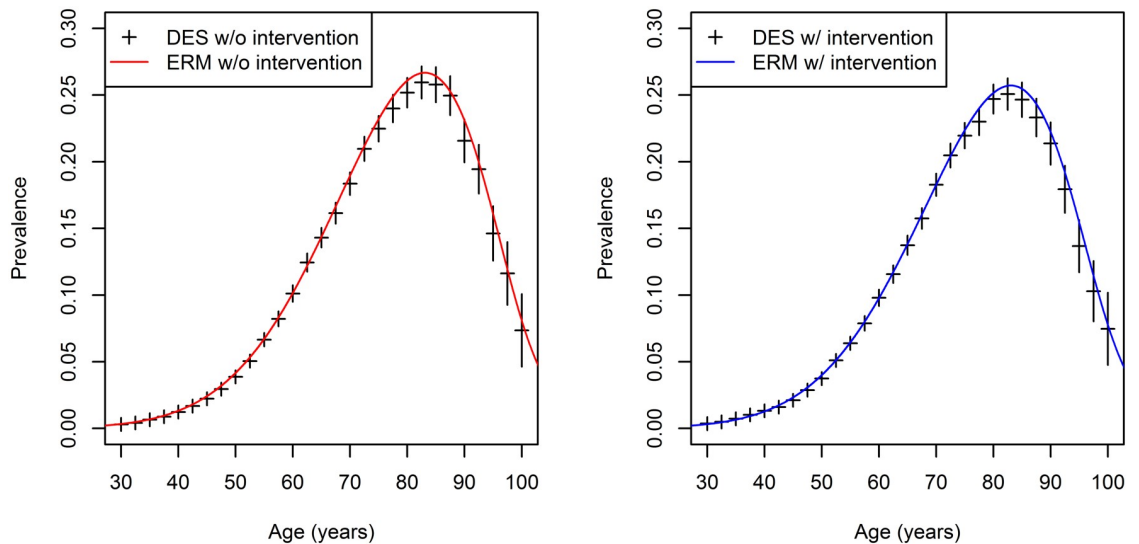 DES w/o intervention
ERM w/o intervention
Prevalence
0.30
0.25
0.20
0.15
0.10
0.05
0.00
30 40 50 60 70 80 90 100
Age (years)
DES w/ intervention
ERM w/ intervention
Prevalence
0.30
0.25
0.20
0.15
0.10
0.05
0.00
30 40 50 60 70 80 90 100
Age (years)